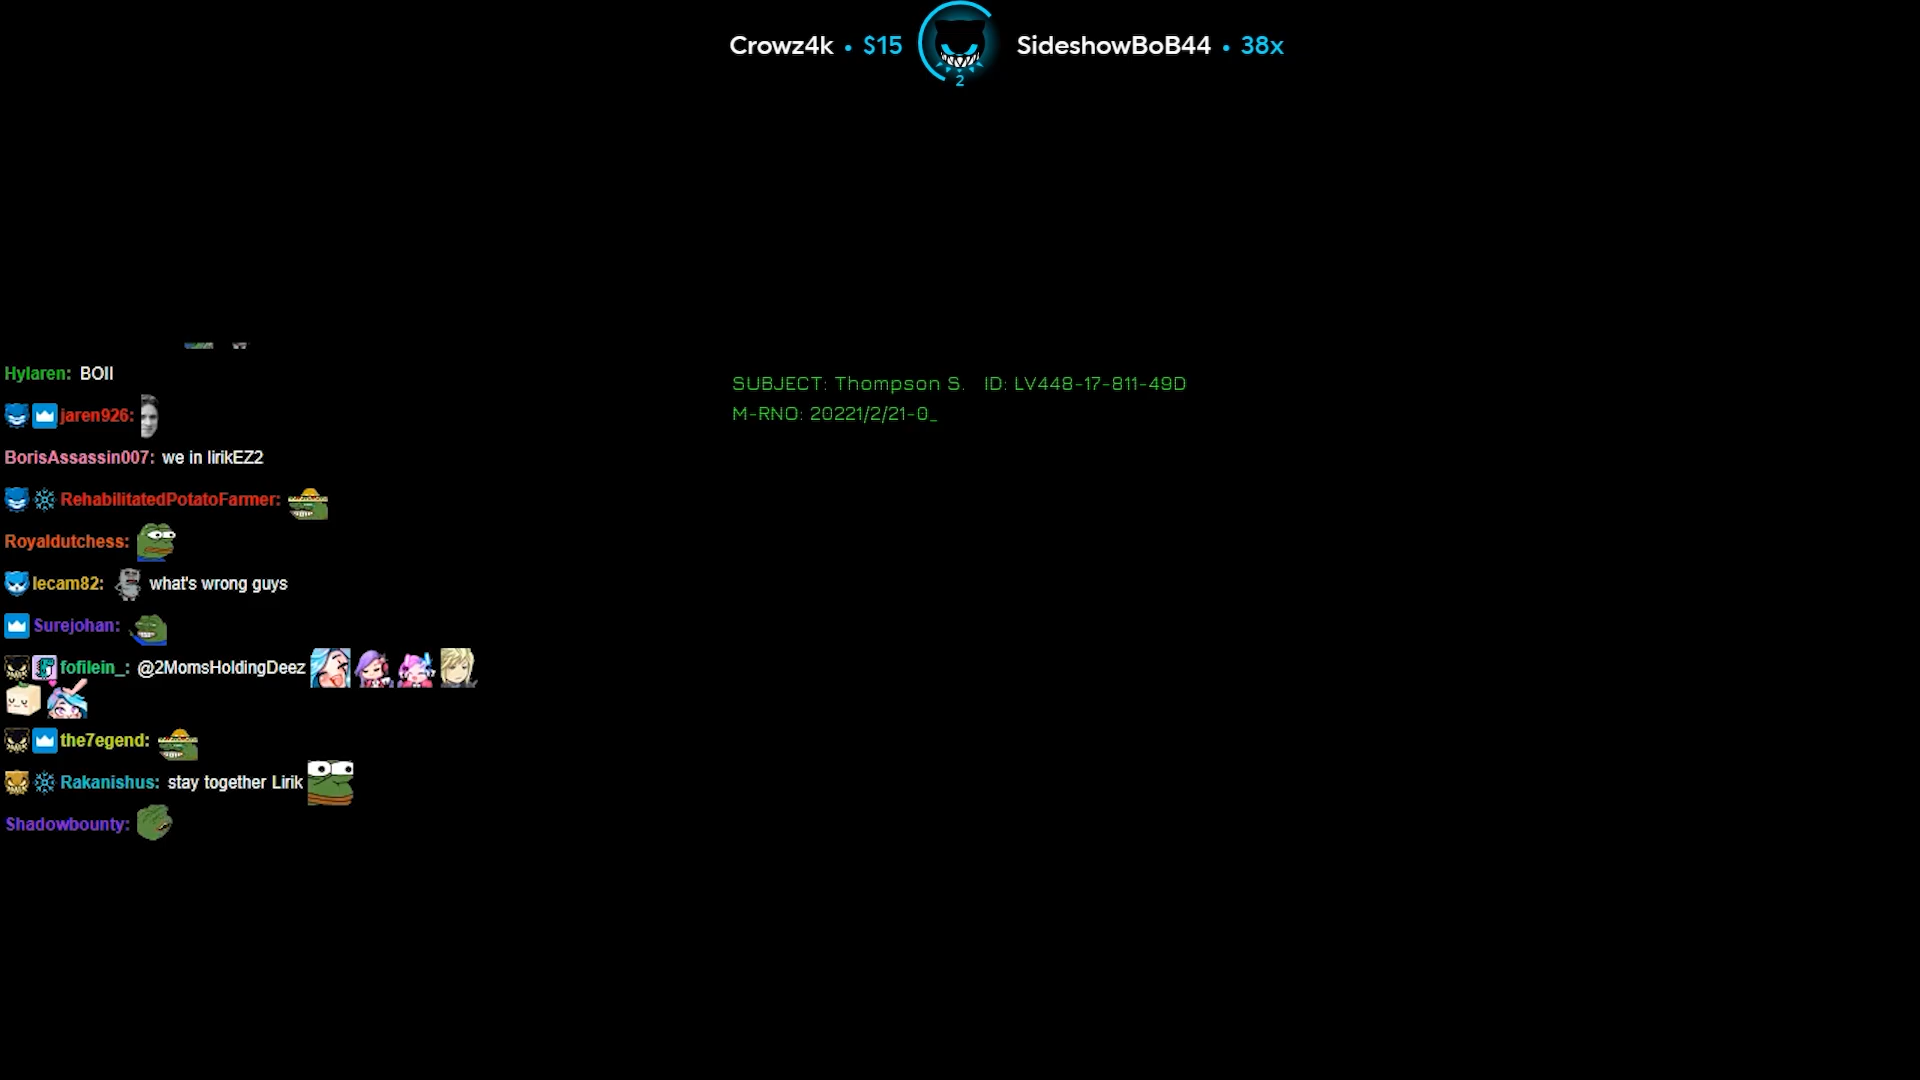 Crowz4k • $15
2
SideshowBoB44 • 38x
Hylaren: BOII
jaren926:
BorisAssassin007: we in lirikEZ2
RehabilitatedPotatoFarmer:
Royaldutchess:
lecam82: what's wrong guys
Surejohan:
fofilein_: @2MomsHoldingDeez
the7egend:
Rakanishus: stay together Lirik
Shadowbounty:
SUBJECT: Thompson S. ID: LV448-17-811-49D
M-RNO: 20221/2/21-0_